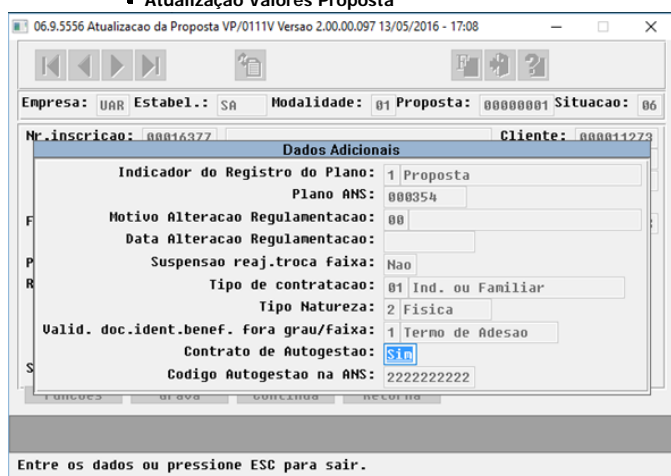 ▪ Atualização Valores Proposta
06.9.5556 Atualizacao da Proposta VP/0111V Versao 2.00.00.097 13/05/2016 - 17:08
Empresa: UAR Estabel.: SA Modalidade: 01 Proposta: 00000001 Situacao: 06
Nr.inscricao: 00016377 Cliente: 000011273
Dados Adicionais
Indicador do Registro do Plano: 1 Proposta
Plano ANS: 000354
Motivo Alteracao Regulamentacao: 00
Data Alteracao Regulamentacao:
Suspensao reaj.troca faixa: Nao
Tipo de contratacao: 01 Ind. ou Familiar
Tipo Natureza: 2 Fisica
Valid. doc.ident.benef. fora grau/faixa: 1 Termo de Adesao
Contrato de Autogestao: Sim
Codigo Autogestao na ANS: 2222222222
Funcoes Grava Continua Retorna
Entre os dados ou pressione ESC para sair.